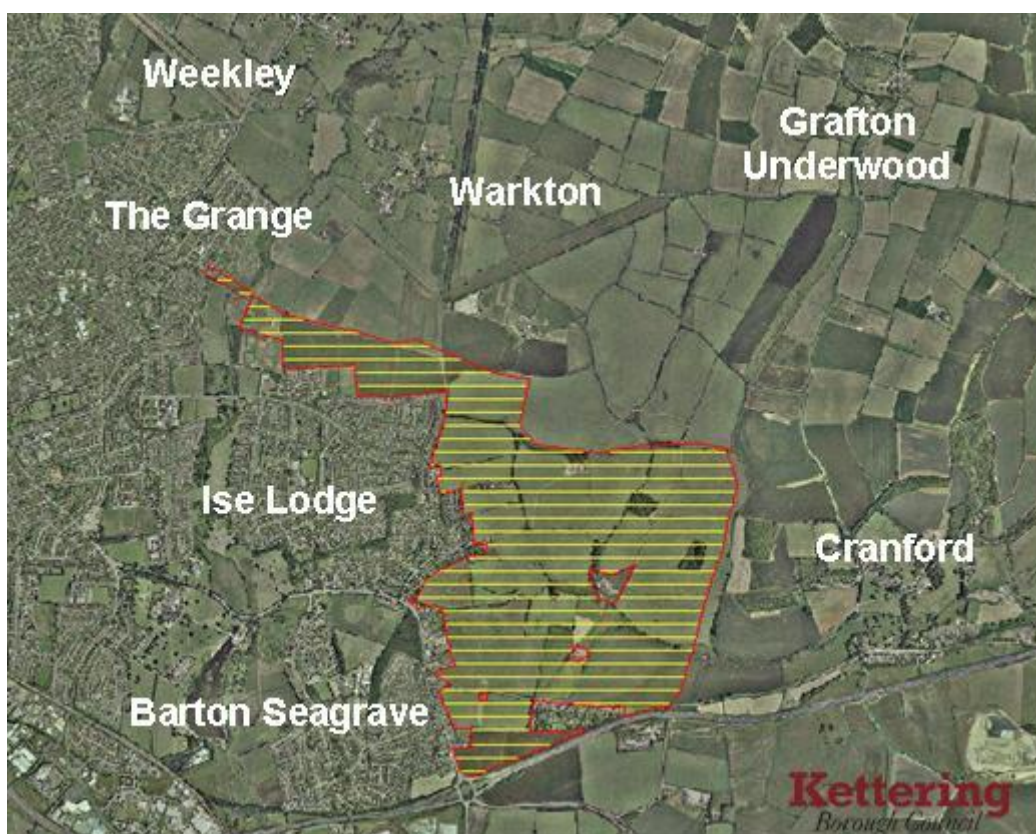 Weekley
Grafton
Underwood
Warkton
The Grange
Ise Lodge
Cranford
Barton Seagrave
Kettering
Borough Council